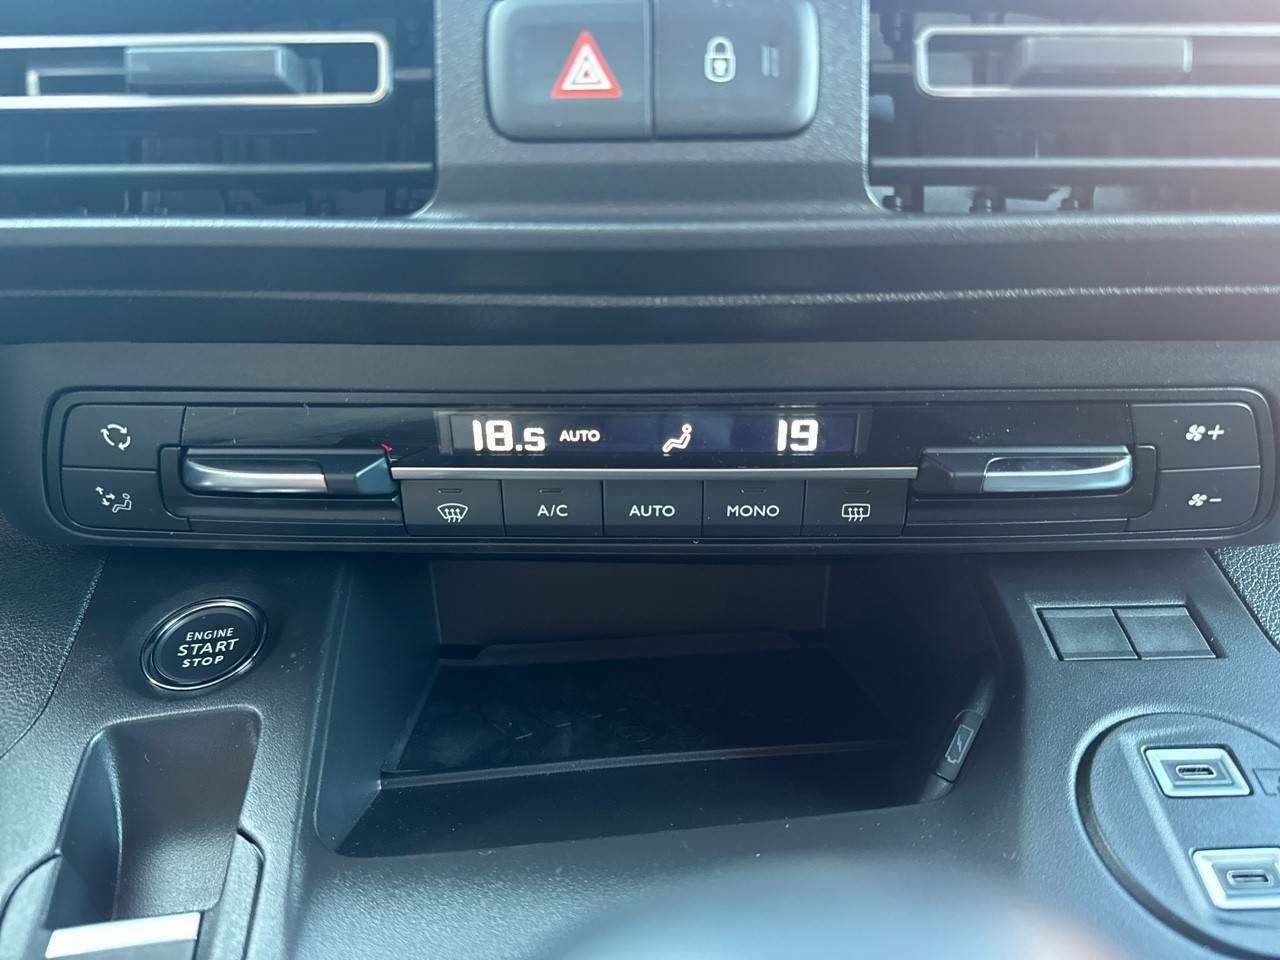 18.5 AUTO 19
A/C AUTO MONO
ENGINE
START
STOP